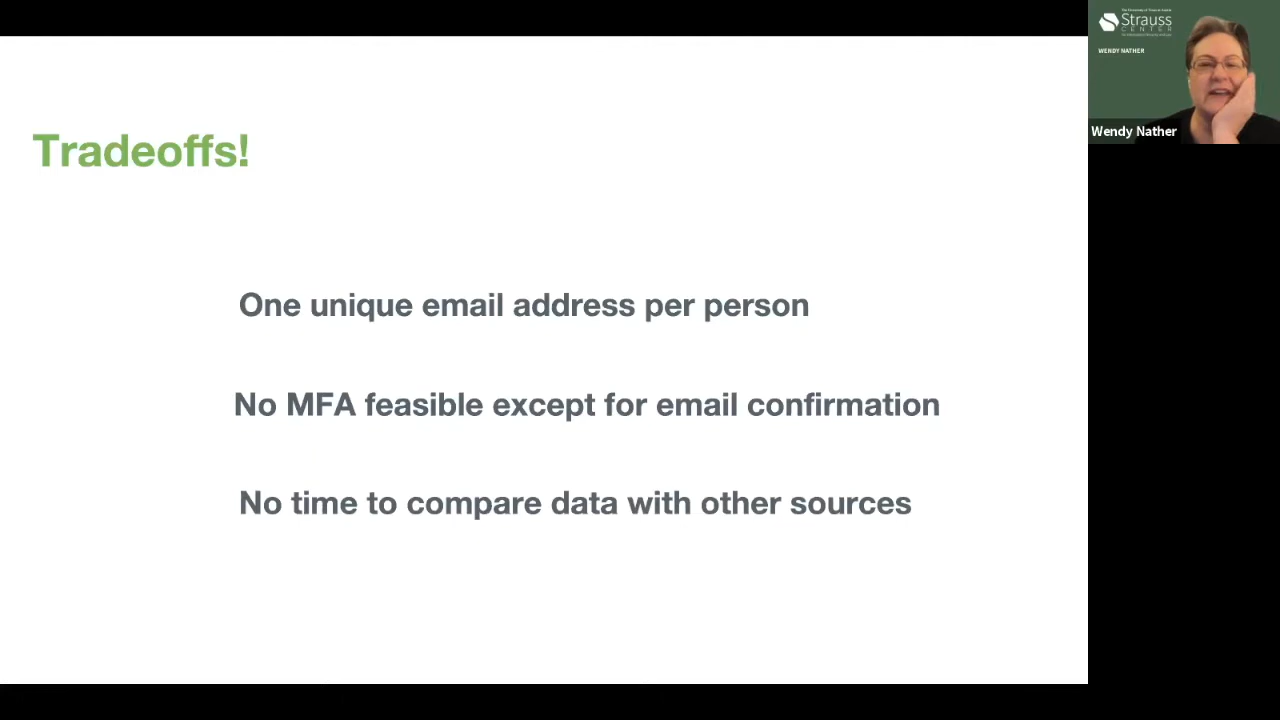 Tradeoffs!
One unique email address per person
No MFA feasible except for email confirmation
No time to compare data with other sources
Strauss
CENTER
WENDY NATHER
Wendy Nather